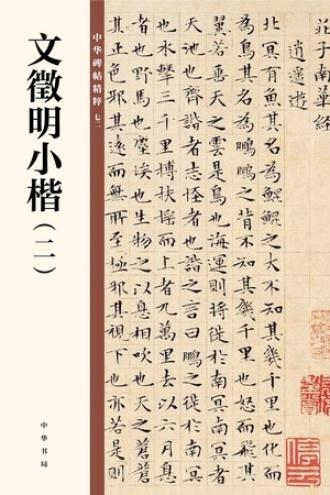 文徵明小楷（二）
中华碑帖精粹
中华书局
莊子南華
逍遥遊
北冥有魚其名為鯤鯤之大不知其幾千里也化而
為鳥其名為鵬鵬之背不知其幾千里也怒而飛其
翼若垂天之雲是鳥也海運則將徙於南冥南冥者
天池也齊諧者志怪者也諧之言曰鵬之徙於南冥
也水擊三千里摶扶搖而上者九萬里去以六月息
者也野馬也塵埃也生物之以息相吹也天之蒼蒼
其正色邪其遠而無所至極邪其視下也亦若是